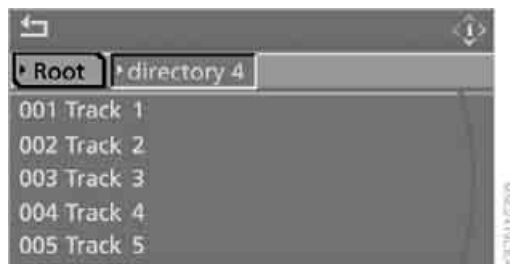 Root directory 4
001 Track 1
002 Track 2
003 Track 3
004 Track 4
005 Track 5